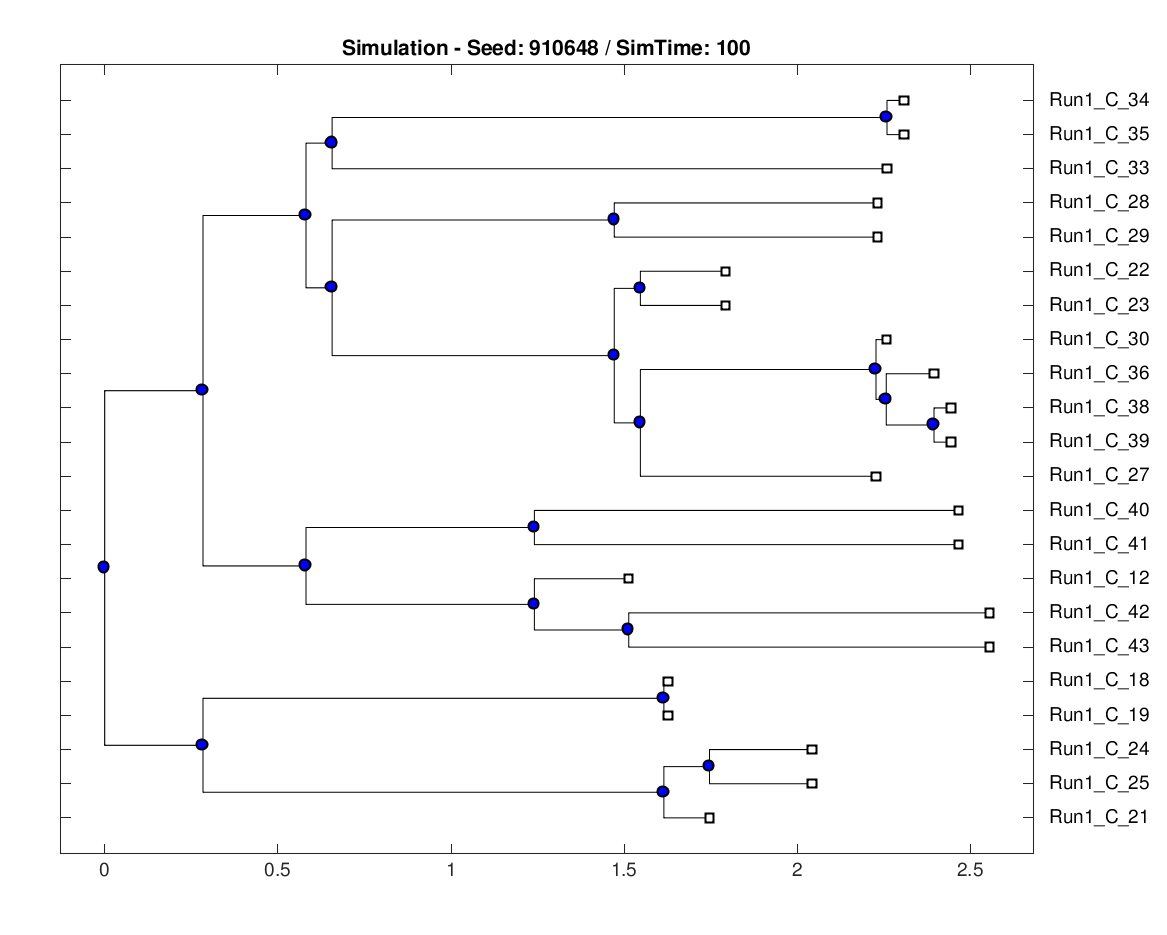 Simulation - Seed: 910648 / SimTime: 100
Run1_C_34
Run1_C_35
Run1_C_33
Run1_C_28
Run1_C_29
Run1_C_22
Run1_C_23
Run1_C_30
Run1_C_36
Run1_C_38
Run1_C_39
Run1_C_27
Run1_C_40
Run1_C_41
Run1_C_12
Run1_C_42
Run1_C_43
Run1_C_18
Run1_C_19
Run1_C_24
Run1_C_25
Run1_C_21
0 0.5 1 1.5 2 2.5